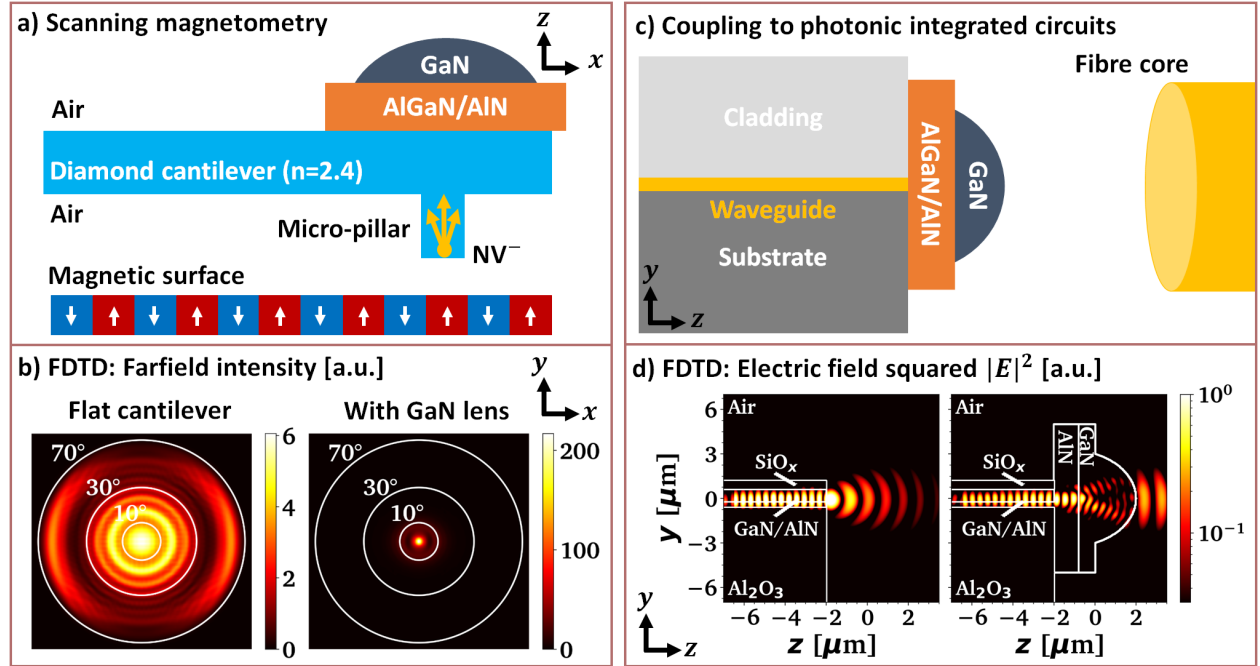 a) Scanning magnetometry
z
x
GaN
AlGaN/AlN
Air
Diamond cantilever (n=2.4)
Air
Micro-pillar
NV⁻
Magnetic surface
b) FDTD: Farfield intensity [a.u.]
y
x
Flat cantilever
With GaN lens
70°
30°
10°
6
4
2
0
70°
30°
10°
200
100
0
c) Coupling to photonic integrated circuits
Fibre core
Cladding
AlGaN/AlN
GaN
Waveguide
Substrate
y
z
d) FDTD: Electric field squared |E|² [a.u.]
Air
SiOₓ
GaN/AlN
Al₂O₃
Air
AlN
GaN
SiOₓ
GaN/AlN
Al₂O₃
10⁰
10⁻¹
y [μm]
6
3
0
−3
−6
−6 −4 −2 0 2
z [μm]
−6 −4 −2 0 2
z [μm]
y
z